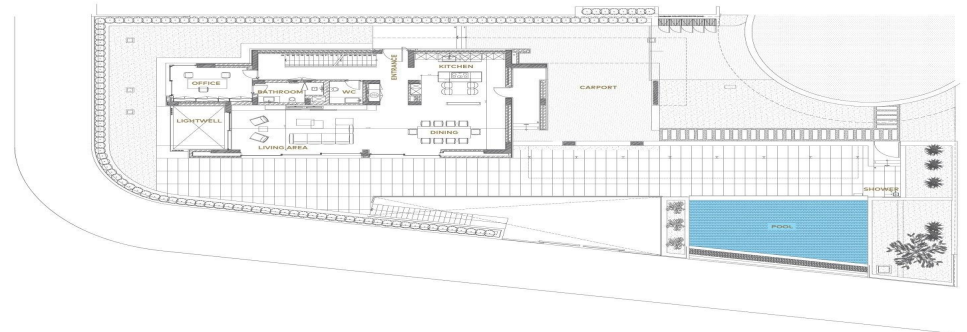 ENTRANCE
KITCHEN
OFFICE
BATHROOM
WC
CARPORT
LIGHTWELL
DINING
LIVING AREA
SHOWER
POOL